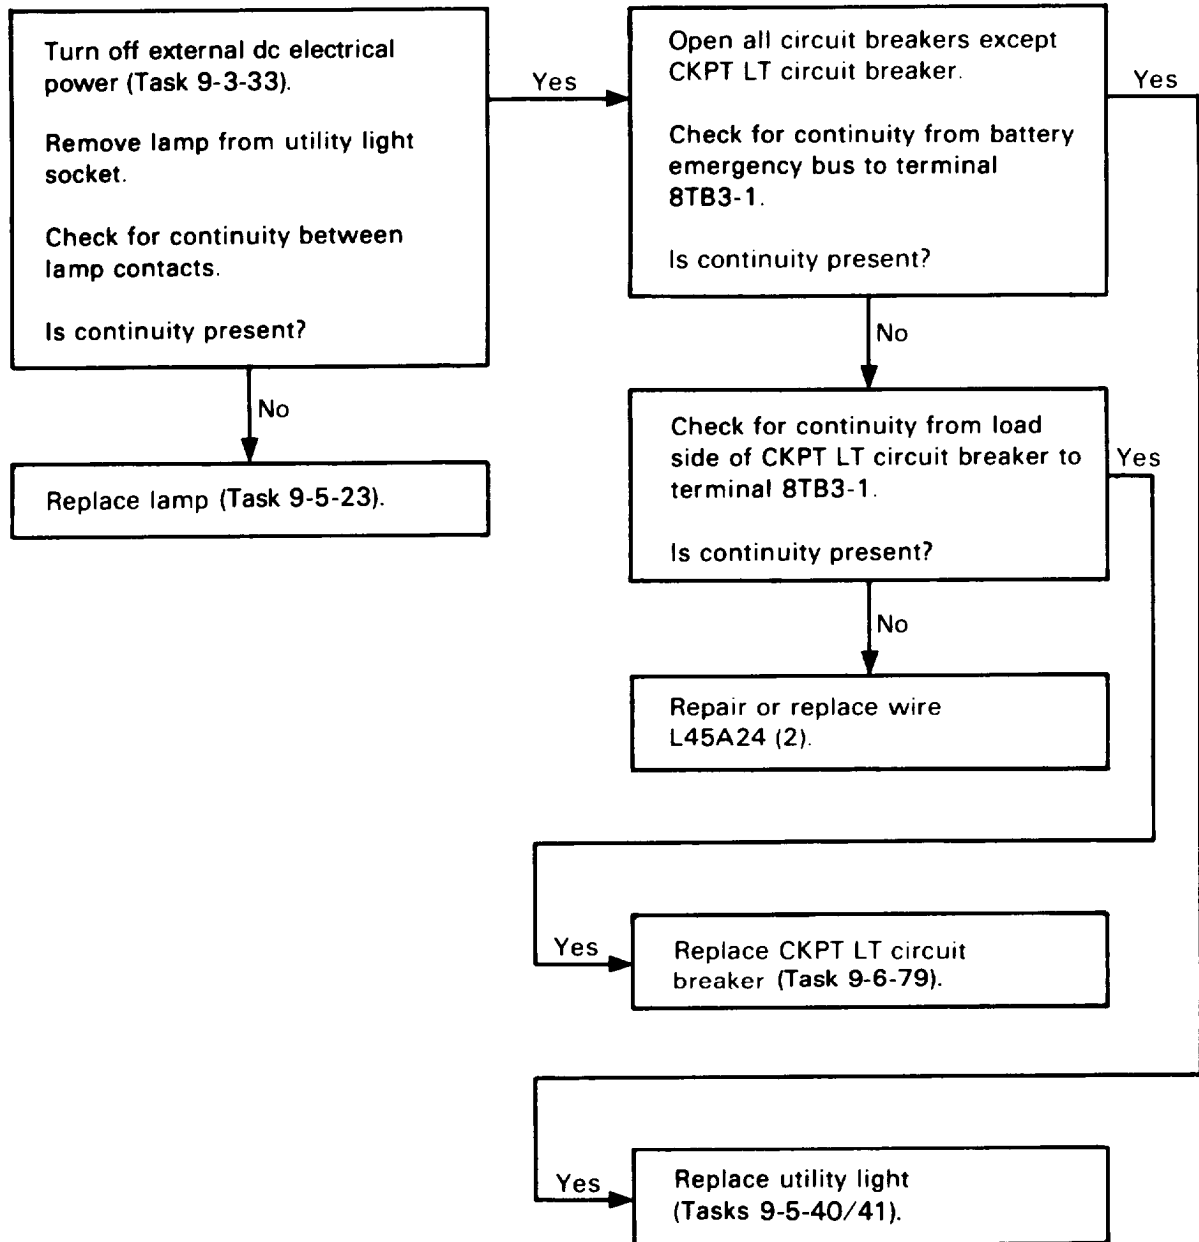 Turn off external dc electrical
power (Task 9-3-33).
Remove lamp from utility light
socket.
Check for continuity between
lamp contacts.
Is continuity present?
Yes
No
Replace lamp (Task 9-5-23).
Open all circuit breakers except
CKPT LT circuit breaker.
Check for continuity from battery
emergency bus to terminal
8TB3-1.
Is continuity present?
Yes
No
Check for continuity from load
side of CKPT LT circuit breaker to
terminal 8TB3-1.
Is continuity present?
Yes
No
Repair or replace wire
L45A24 (2).
Yes
Replace CKPT LT circuit
breaker (Task 9-6-79).
Yes
Replace utility light
(Tasks 9-5-40/41).